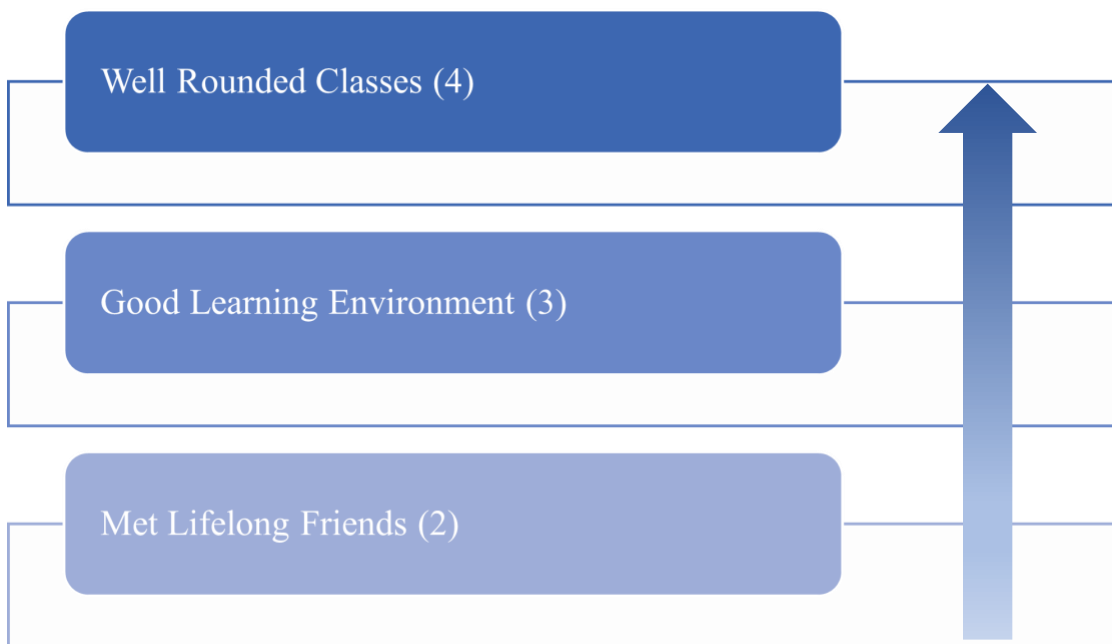 Well Rounded Classes (4)
Good Learning Environment (3)
Met Lifelong Friends (2)